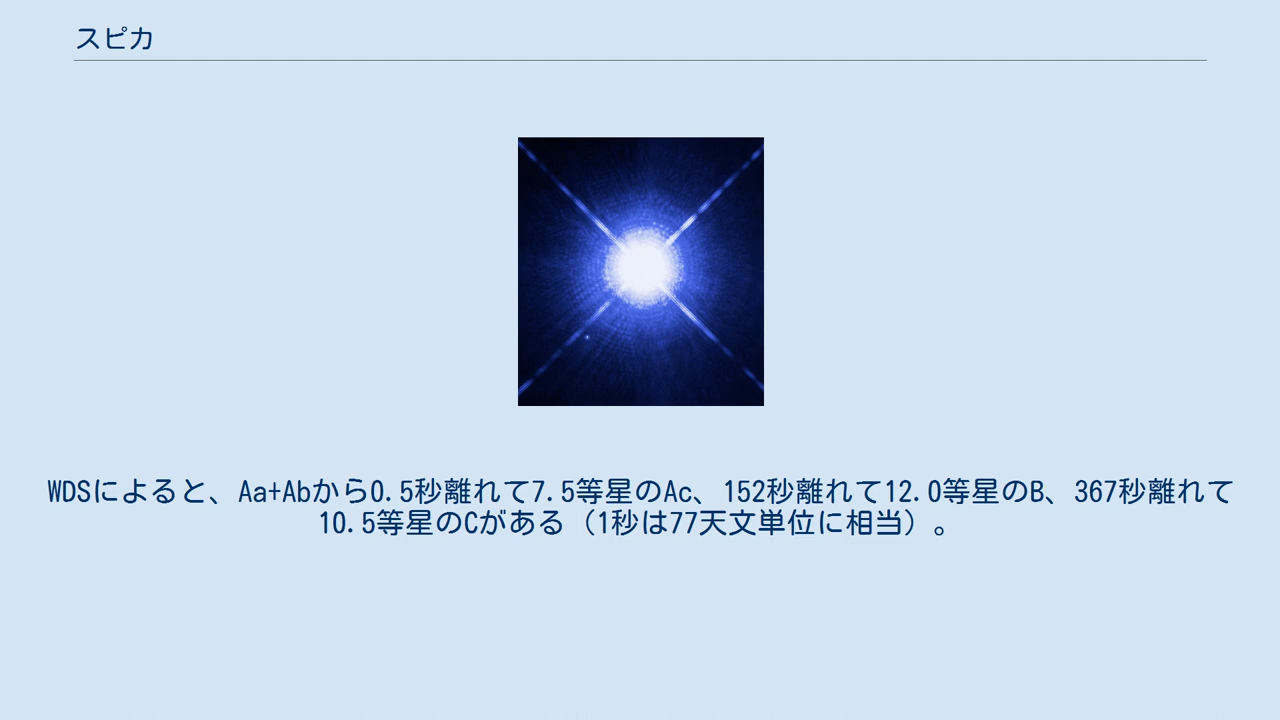 スピカ
WDSによると、Aa+Abから0.5秒離れて7.5等星のAc、152秒離れて12.0等星のB、367秒離れて
10.5等星のCがある（1秒は77天文単位に相当）。